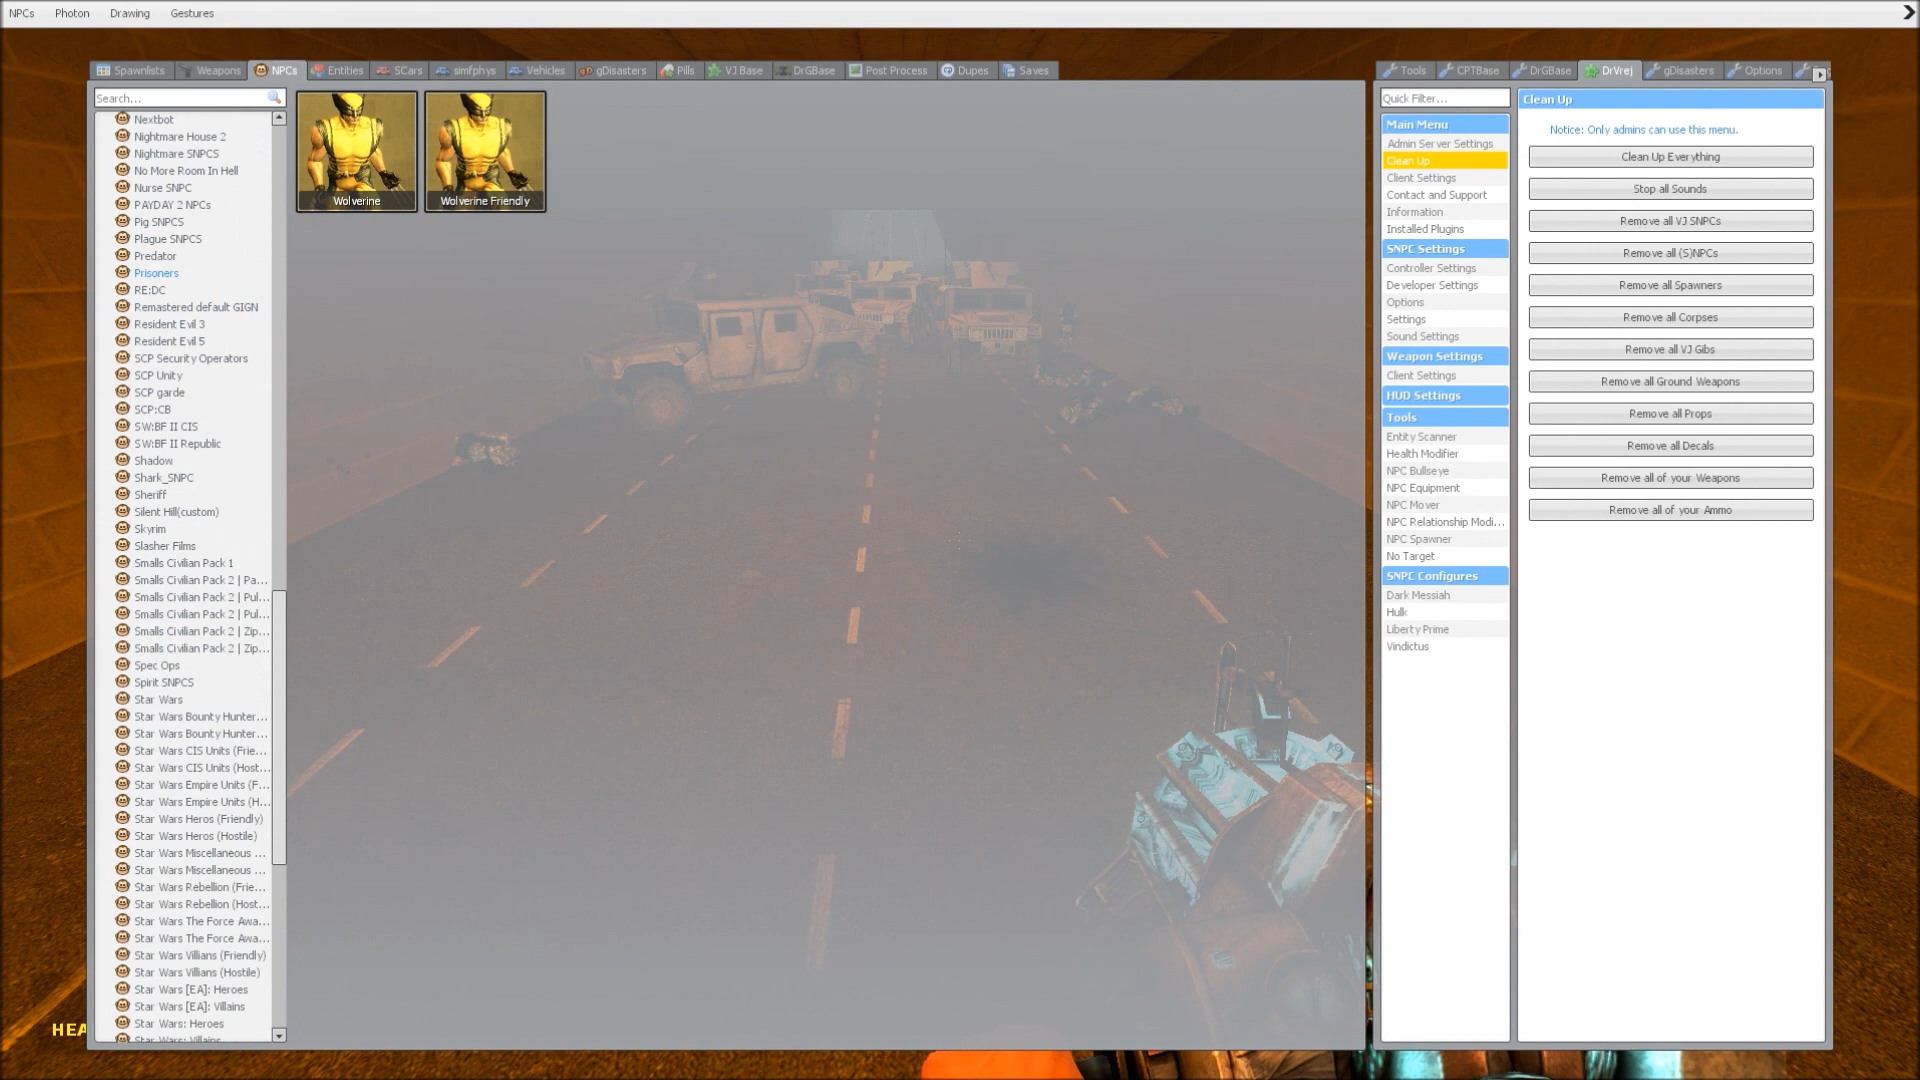 NPCs Photon Drawing Gestures
Spawnlists Weapons NPCs Entities SCars simfphys Vehicles gDisasters Pills VJ Base DrGBase Post Process Dupes Saves
Search...
Nextbot
Nightmare House 2
Nightmare SNPCS
No More Room In Hell
Nurse SNPC
PAYDAY 2 NPCs
Pig SNPCS
Plague SNPCS
Predator
Prisoners
RE:DC
Remastered default GIGN
Resident Evil 3
Resident Evil 5
SCP Security Operators
SCP Unity
SCP garde
SCP:CB
SW:BF II CIS
SW:BF II Republic
Shadow
Shark_SNPC
Sheriff
Silent Hill(custom)
Skyrim
Slasher Films
Smalls Civilian Pack 1
Smalls Civilian Pack 2 | Pa...
Smalls Civilian Pack 2 | Pul...
Smalls Civilian Pack 2 | Pul...
Smalls Civilian Pack 2 | Zip...
Smalls Civilian Pack 2 | Zip...
Spec Ops
Spirit SNPCS
Star Wars
Star Wars Bounty Hunter...
Star Wars Bounty Hunter...
Star Wars CIS Units (Frie...
Star Wars CIS Units (Host...
Star Wars Empire Units (F...
Star Wars Empire Units (H...
Star Wars Heros (Friendly)
Star Wars Heros (Hostile)
Star Wars Miscellaneous ...
Star Wars Miscellaneous ...
Star Wars Rebellion (Frie...
Star Wars Rebellion (Host...
Star Wars The Force Awa...
Star Wars The Force Awa...
Star Wars Villians (Friendly)
Star Wars Villians (Hostile)
Star Wars [EA]: Heroes
Star Wars [EA]: Villains
Star Wars: Heroes
Star Wars: Villains
Wolverine
Wolverine Friendly
HEA
Tools CPTBase DrGBase DrVrej gDisasters Options
Quick Filter...
Main Menu
Admin Server Settings
Clean Up
Client Settings
Contact and Support
Information
Installed Plugins
SNPC Settings
Controller Settings
Developer Settings
Options
Settings
Sound Settings
Weapon Settings
Client Settings
HUD Settings
Tools
Entity Scanner
Health Modifier
NPC Bullseye
NPC Equipment
NPC Mover
NPC Relationship Modi...
NPC Spawner
No Target
SNPC Configures
Dark Messiah
Hulk
Liberty Prime
Vindictus
Clean Up
Notice: Only admins can use this menu.
Clean Up Everything
Stop all Sounds
Remove all VJ SNPCs
Remove all (S)NPCs
Remove all Spawners
Remove all Corpses
Remove all VJ Gibs
Remove all Ground Weapons
Remove all Props
Remove all Decals
Remove all of your Weapons
Remove all of your Ammo